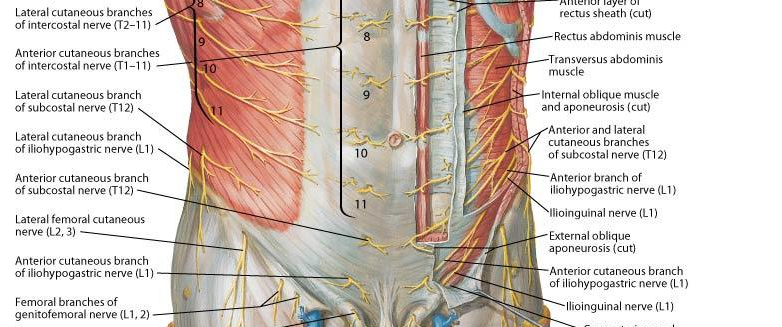 Lateral cutaneous branches
of intercostal nerve (T2–11)
Anterior cutaneous branches
of intercostal nerve (T1–11)
Lateral cutaneous branch
of subcostal nerve (T12)
Lateral cutaneous branch
of iliohypogastric nerve (L1)
Anterior cutaneous branch
of subcostal nerve (T12)
Lateral femoral cutaneous
nerve (L2, 3)
Anterior cutaneous branch
of iliohypogastric nerve (L1)
Femoral branches of
genitofemoral nerve (L1, 2)
8
9
10
11
8
9
10
11
Anterior layer of
rectus sheath (cut)
Rectus abdominis muscle
Transversus abdominis
muscle
Internal oblique muscle
and aponeurosis (cut)
Anterior and lateral
cutaneous branches
of subcostal nerve (T12)
Anterior branch of
iliohypogastric nerve (L1)
Ilioinguinal nerve (L1)
External oblique
aponeurosis (cut)
Anterior cutaneous branch
of iliohypogastric nerve (L1)
Ilioinguinal nerve (L1)